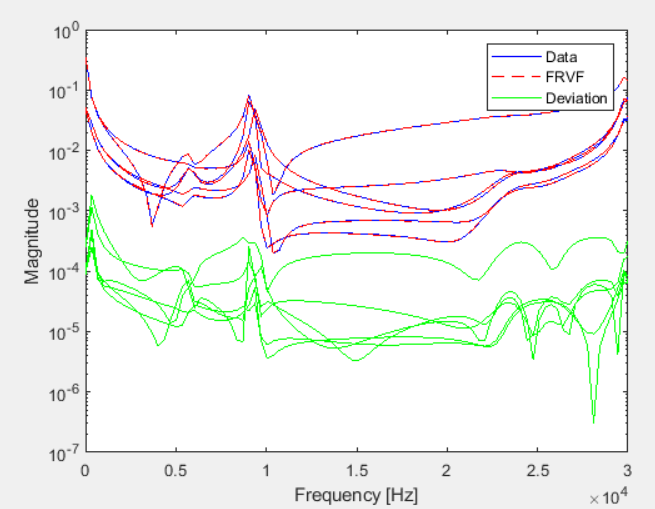 10^0
Data
FRVF
Deviation
10^-1
10^-2
10^-3
10^-4
10^-5
10^-6
10^-7
Magnitude
0 0.5 1 1.5 2 2.5 3
Frequency [Hz]
×10^4